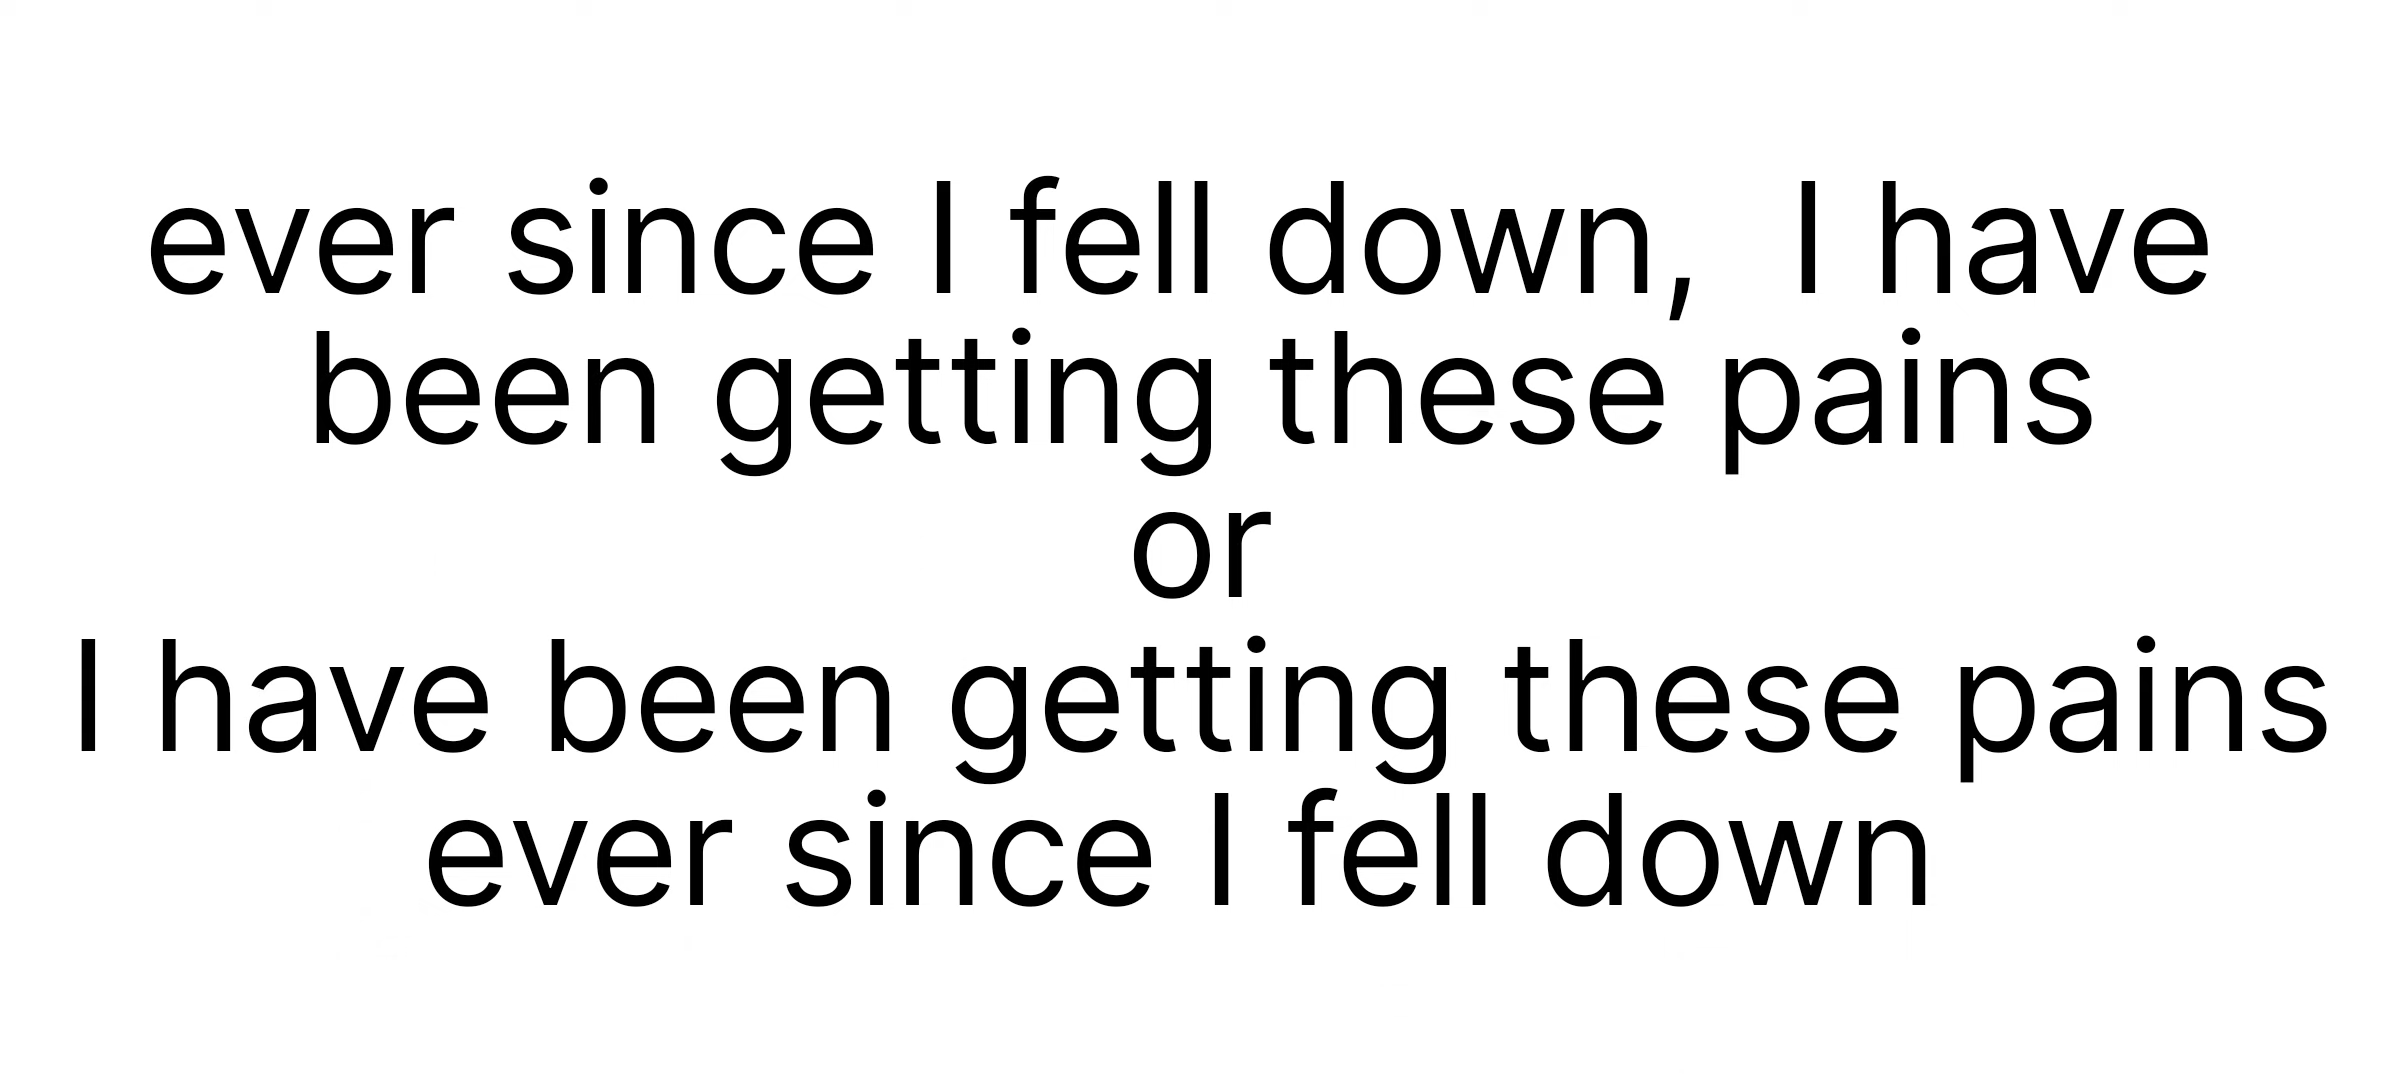 ever since I fell down,  I have
been getting these pains
or
I have been getting these pains
ever since I fell down